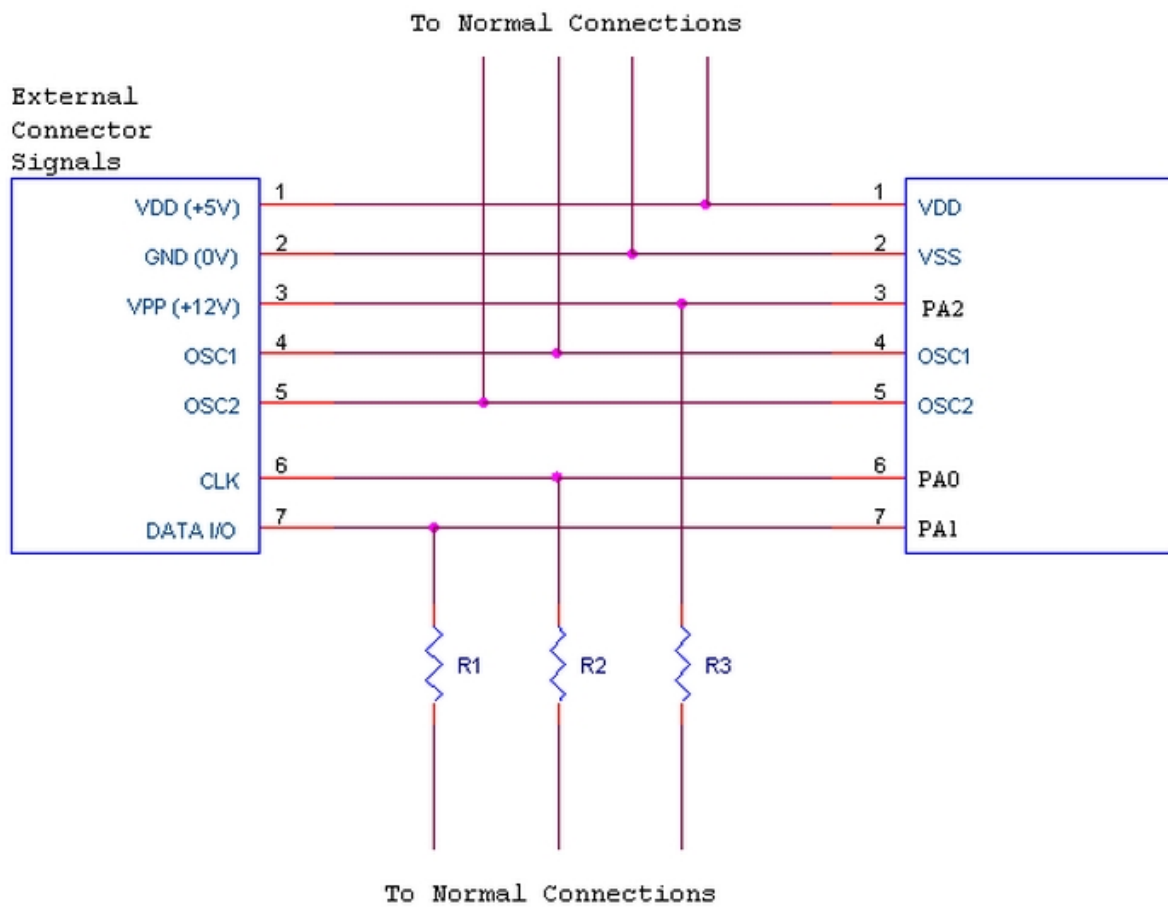 To Normal Connections
External
Connector
Signals
VDD (+5V) 1
GND (0V) 2
VPP (+12V) 3
OSC1 4
OSC2 5
CLK 6
DATA I/O 7
1 VDD
2 VSS
3 PA2
4 OSC1
5 OSC2
6 PA0
7 PA1
R1 R2 R3
To Normal Connections